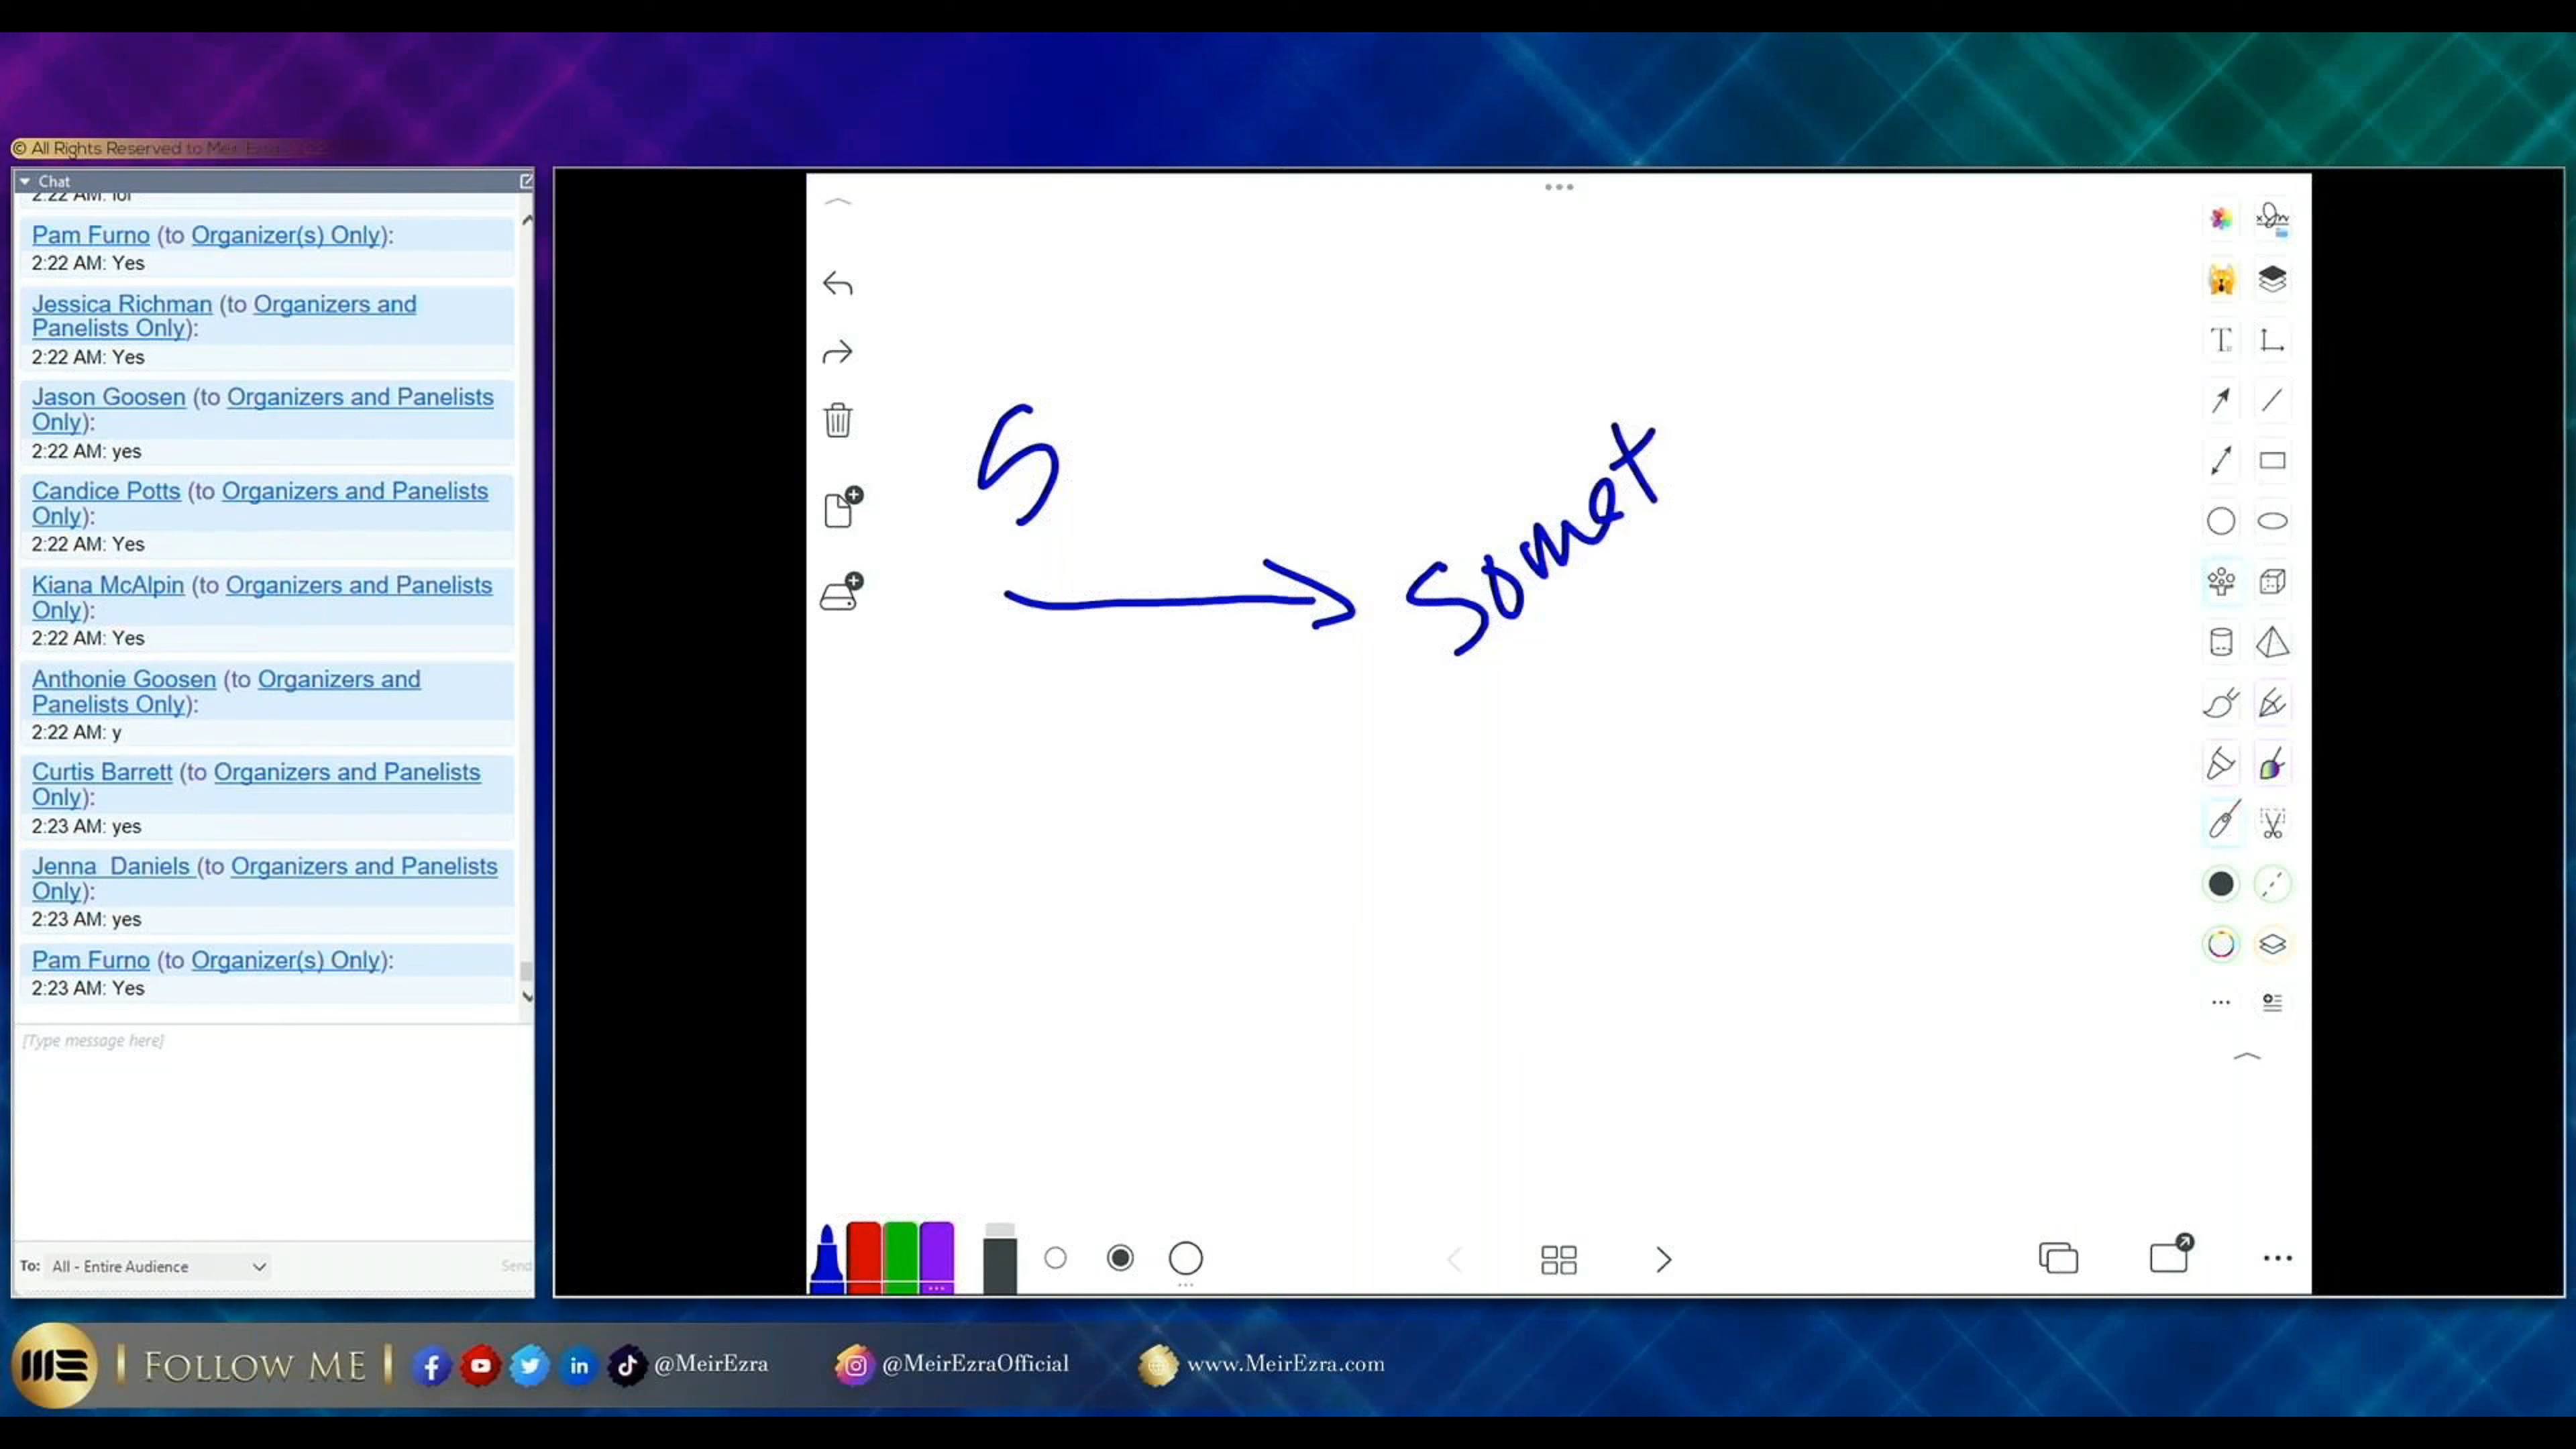 © All Rights Reserved to Meir Ezra
Chat
2:22 AM: lol
Pam Furno (to Organizer(s) Only):
2:22 AM: Yes
Jessica Richman (to Organizers and
Panelists Only):
2:22 AM: Yes
Jason Goosen (to Organizers and Panelists
Only):
2:22 AM: yes
Candice Potts (to Organizers and Panelists
Only):
2:22 AM: Yes
Kiana McAlpin (to Organizers and Panelists
Only):
2:22 AM: Yes
Anthonie Goosen (to Organizers and
Panelists Only):
2:22 AM: y
Curtis Barrett (to Organizers and Panelists
Only):
2:23 AM: yes
Jenna  Daniels (to Organizers and Panelists
Only):
2:23 AM: yes
Pam Furno (to Organizer(s) Only):
2:23 AM: Yes
[Type message here]
To: All - Entire Audience
Send
S
Somet
ME FOLLOW ME @MeirEzra @MeirEzraOfficial www.MeirEzra.com